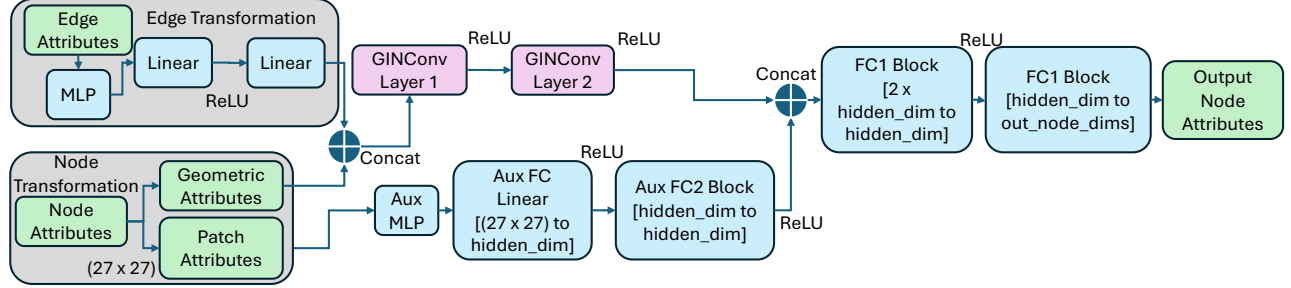 Edge
Attributes
Edge Transformation
MLP
Linear
ReLU
Linear
Node
Transformation
Node
Attributes
Geometric
Attributes
Patch
Attributes
(27 x 27)
Concat
GINConv
Layer 1
ReLU
GINConv
Layer 2
ReLU
Aux
MLP
Aux FC
Linear
[(27 x 27) to
hidden_dim]
ReLU
Aux FC2 Block
[hidden_dim to
hidden_dim]
ReLU
Concat
FC1 Block
[2 x
hidden_dim to
hidden_dim]
ReLU
FC1 Block
[hidden_dim to
out_node_dims]
Output
Node
Attributes